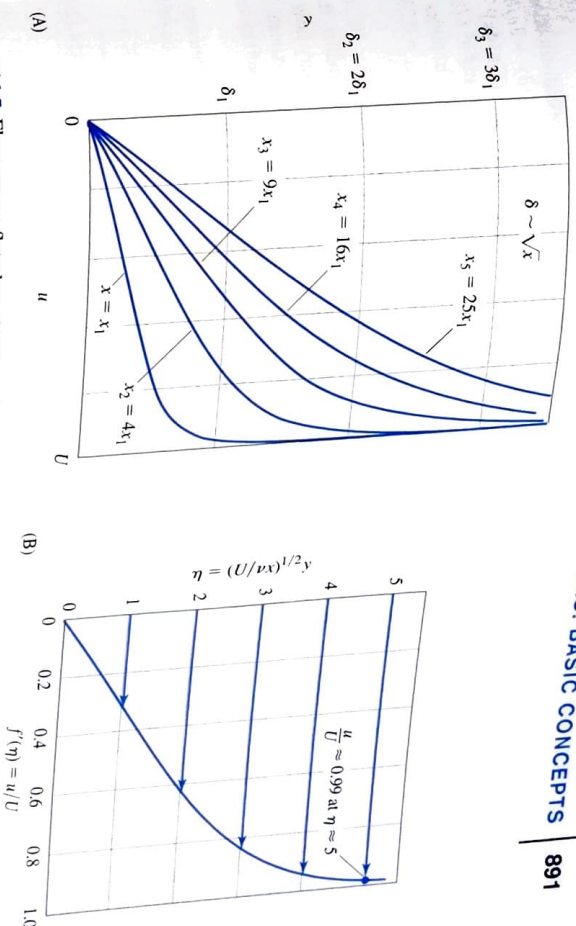 BASIC CONCEPTS | 891
δ₃ = 3δ₁
δ₂ = 2δ₁
δ₁
0
δ ~ √x
x₅ = 25x₁
x₄ = 16x₁
x₃ = 9x₁
x₂ = 4x₁
x = x₁
u
U
(A)
5
4
3
2
1
0
η = (U/νx)^1/2 y
u/U ≈ 0.99 at η ≈ 5
0 0.2 0.4 0.6 0.8 1.0
f′(η) = u/U
(B)